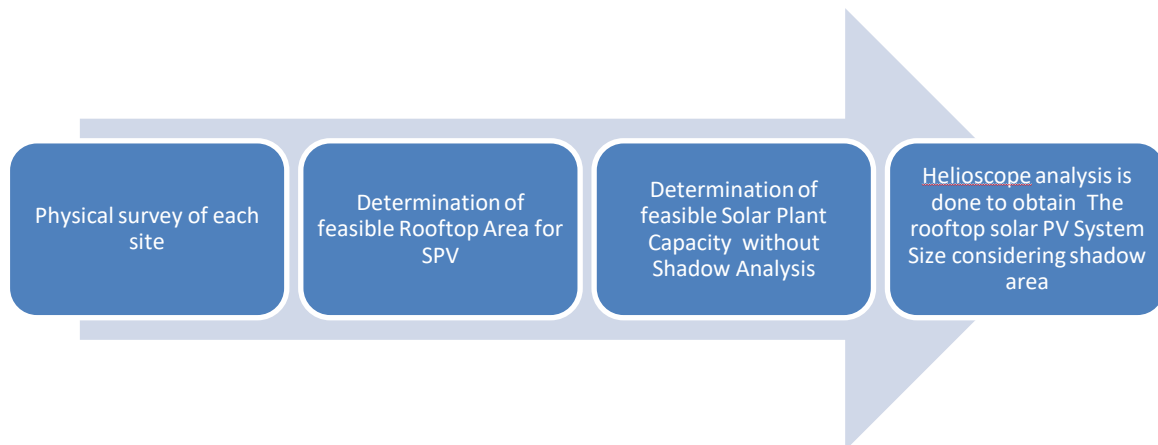 Physical survey of each
site
Determination of
feasible Rooftop Area for
SPV
Determination of
feasible Solar Plant
Capacity without
Shadow Analysis
Helioscope analysis is
done to obtain The
rooftop solar PV System
Size considering shadow
area